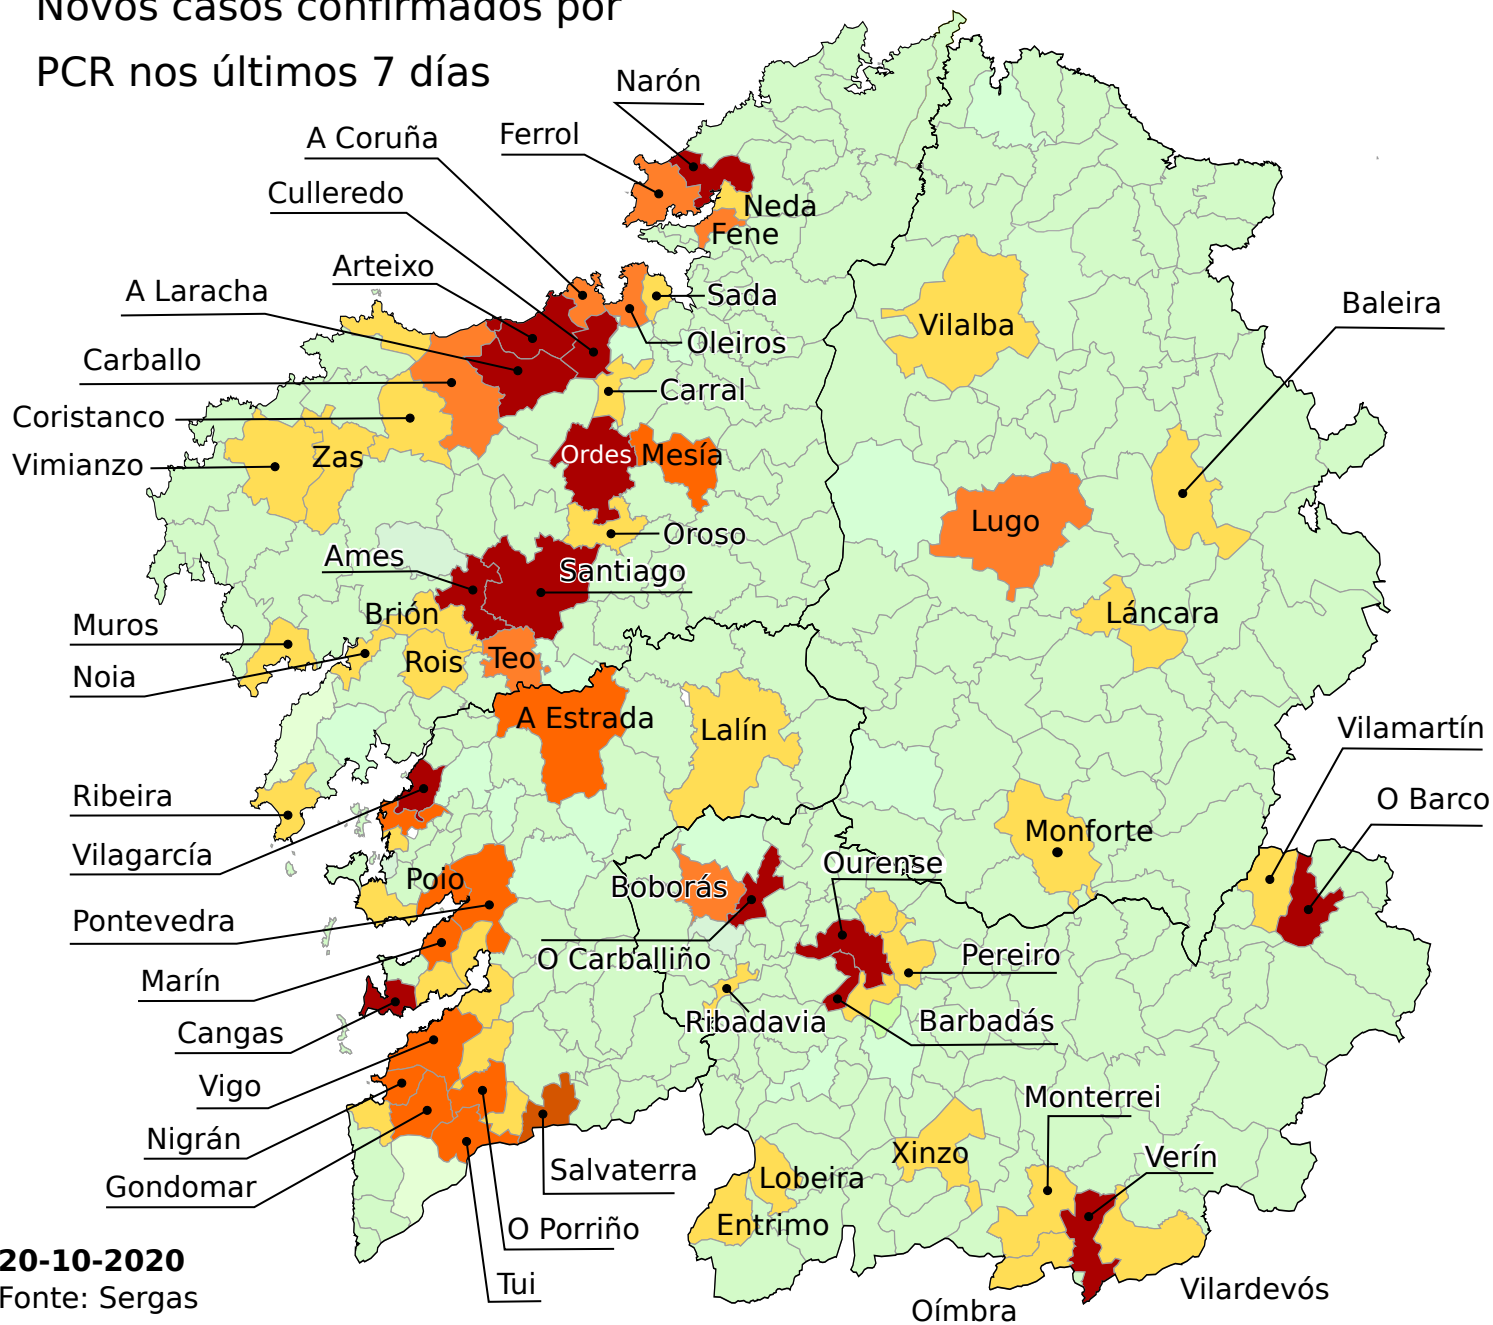 Novos casos confirmados por
PCR nos últimos 7 días
Narón
Ferrol
A Coruña
Culleredo
Neda
Fene
Arteixo
A Laracha
Sada
Baleira
Vilalba
Oleiros
Carballo
Carral
Coristanco
Vimianzo
Zas
Ordes
Mesía
Lugo
Oroso
Ames
Santiago
Brión
Láncara
Muros
Noia
Rois
Teo
A Estrada
Lalín
Vilamartín
Ribeira
O Barco
Monforte
Vilagarcía
Ourense
Poio
Boborás
Pontevedra
O Carballiño
Pereiro
Marín
Ribadavia
Barbadás
Cangas
Vigo
Monterrei
Nigrán
Xinzo
Verín
Salvaterra
Lobeira
Gondomar
Entrimo
O Porriño
20-10-2020
Tui
Vilardevós
Fonte: Sergas
Oímbra